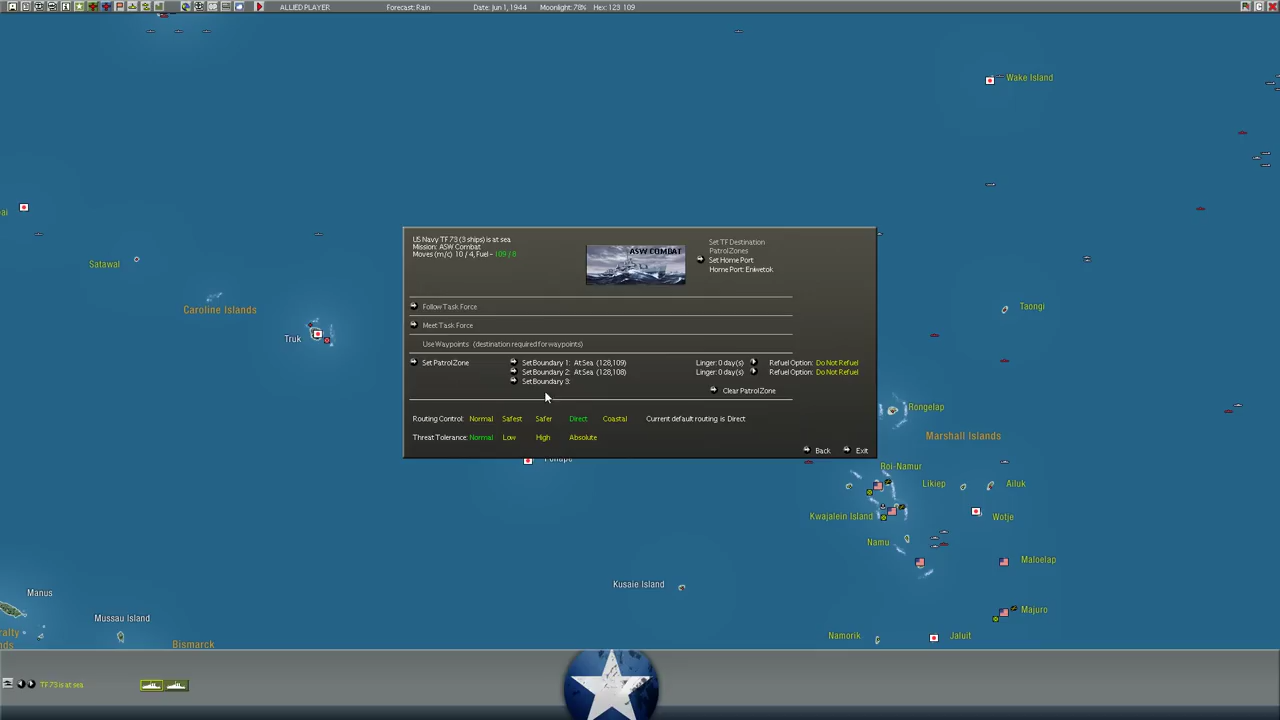 ALLIED PLAYER Forecast: Rain Date: Jun 1, 1944 Moonlight: 78% Hex: 123 109
Wake Island
Satawal
Caroline Islands
Truk
Taongi
US Navy TF 73 (3 ships) is at sea
Mission: ASW Combat
Moves (m/c) 10 / 4, Fuel - 109 / 8
ASW COMBAT
Set TF Destination
Patrol Zones
Set Home Port
Home Port: Eniwetok
Follow Task Force
Meet Task Force
Use Waypoints (destination required for waypoints)
Set Patrol Zone Set Boundary 1: At Sea (128,109) Linger: 0 day(s) Refuel Option: Do Not Refuel
Set Boundary 2: At Sea (128,108) Linger: 0 day(s) Refuel Option: Do Not Refuel
Set Boundary 3:
Clear Patrol Zone
Routing Control: Normal Safest Safer Direct Coastal Current default routing is Direct
Threat Tolerance: Normal Low High Absolute
Back Exit
Rongelap
Marshall Islands
Roi-Namur
Likiep
Ailuk
Kwajalein Island
Wotje
Namu
Maloelap
Kusaie Island
Majuro
Manus
Mussau Island
Bismarck
Namorik
Jaluit
TF 73 is at sea